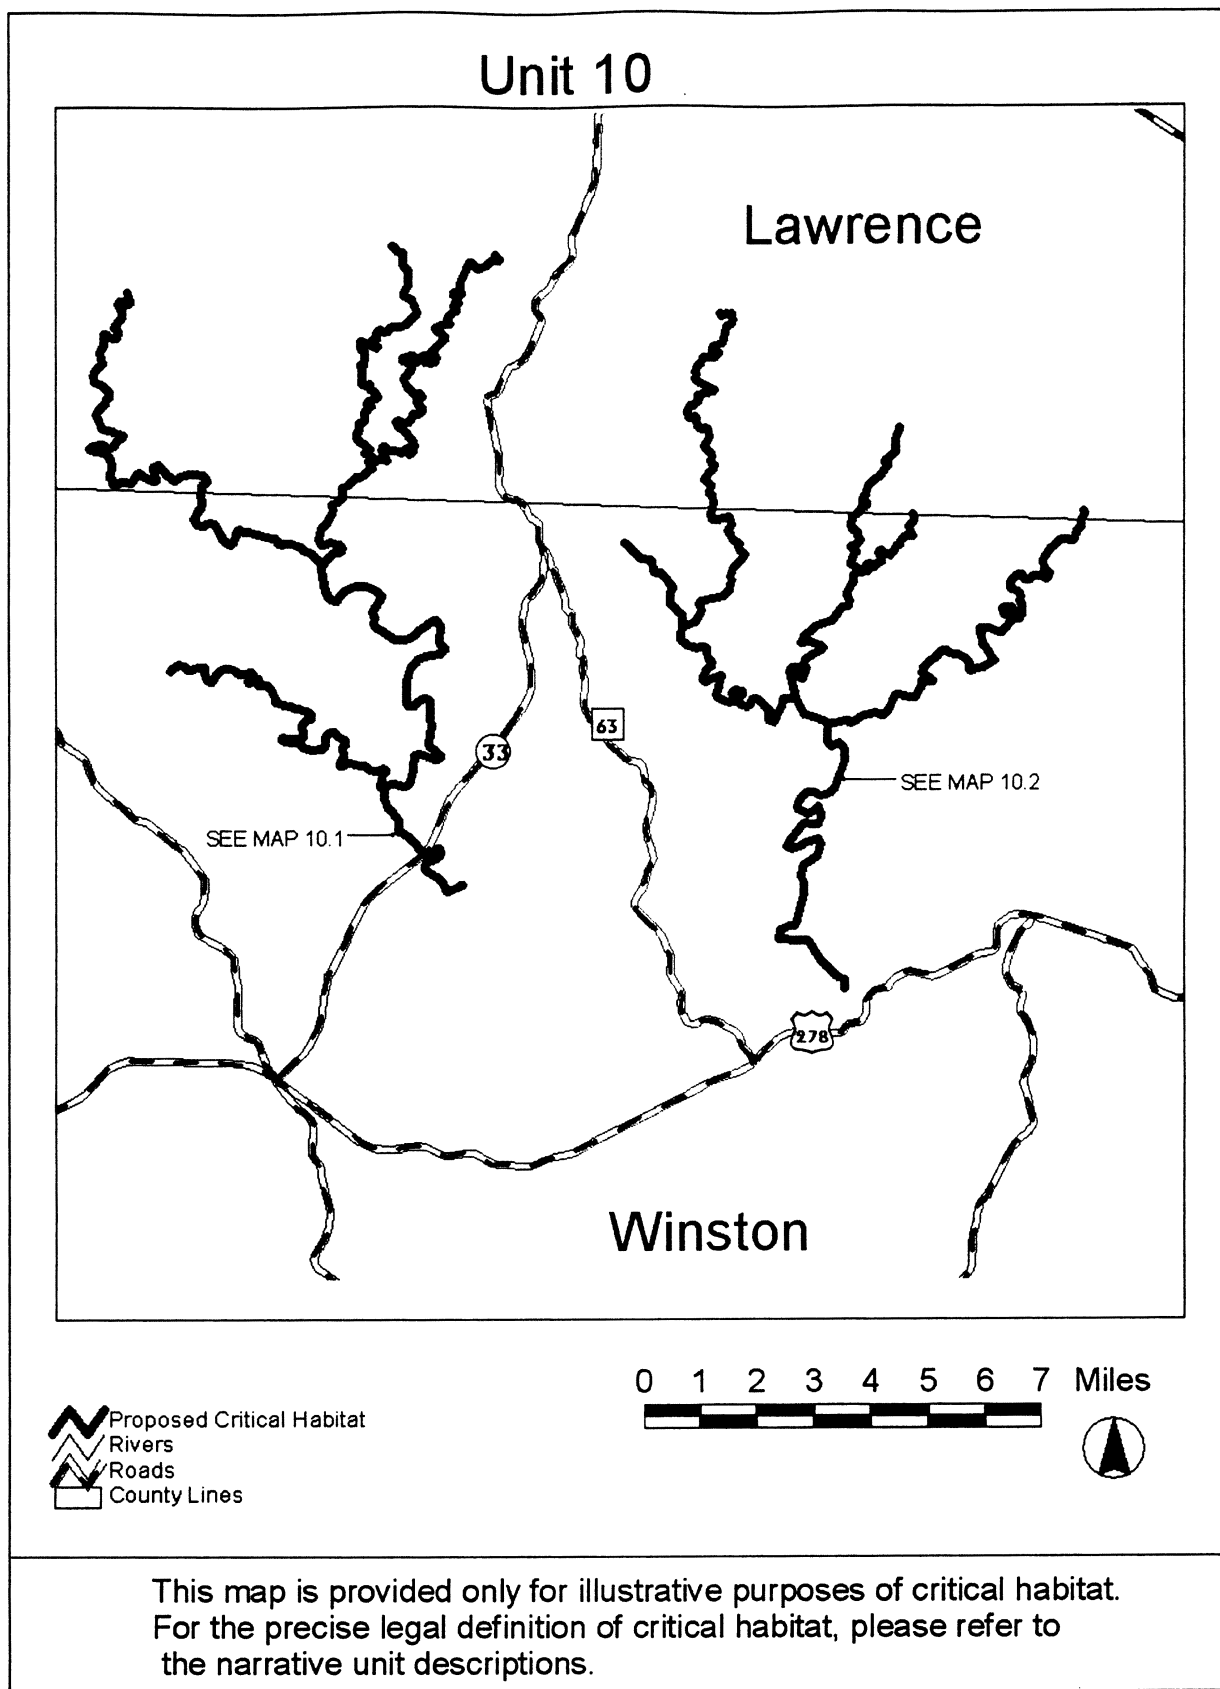 Unit 10
Lawrence
63
33
SEE MAP 10.2
SEE MAP 10.1
278
Winston
0 1 2 3 4 5 6 7 Miles
Proposed Critical Habitat
Rivers
Roads
County Lines
This map is provided only for illustrative purposes of critical habitat.
For the precise legal definition of critical habitat, please refer to
the narrative unit descriptions.